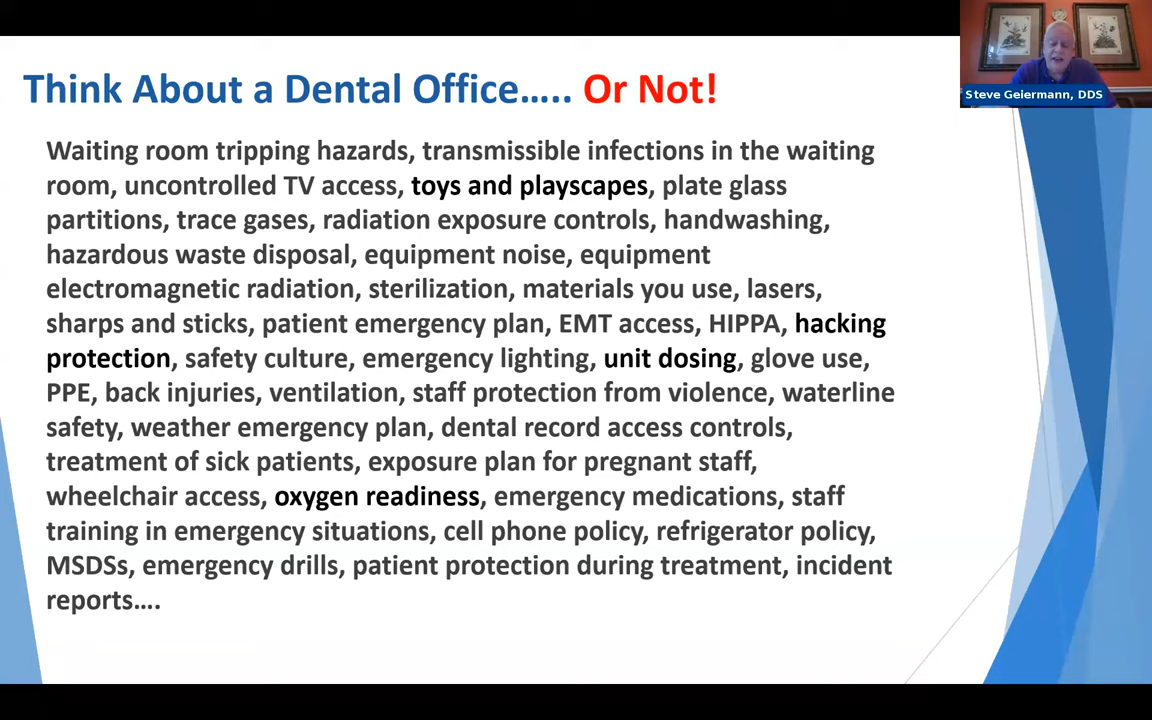 Think About a Dental Office….. Or Not!
Steve Geiermann, DDS
Waiting room tripping hazards, transmissible infections in the waiting
room, uncontrolled TV access, toys and playscapes, plate glass
partitions, trace gases, radiation exposure controls, handwashing,
hazardous waste disposal, equipment noise, equipment
electromagnetic radiation, sterilization, materials you use, lasers,
sharps and sticks, patient emergency plan, EMT access, HIPPA, hacking
protection, safety culture, emergency lighting, unit dosing, glove use,
PPE, back injuries, ventilation, staff protection from violence, waterline
safety, weather emergency plan, dental record access controls,
treatment of sick patients, exposure plan for pregnant staff,
wheelchair access, oxygen readiness, emergency medications, staff
training in emergency situations, cell phone policy, refrigerator policy,
MSDSs, emergency drills, patient protection during treatment, incident
reports….